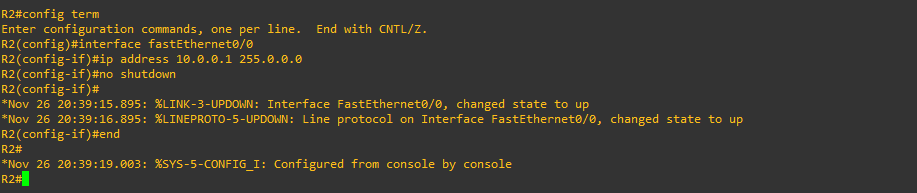 R2#config term
Enter configuration commands, one per line.  End with CNTL/Z.
R2(config)#interface fastEthernet0/0
R2(config-if)#ip address 10.0.0.1 255.0.0.0
R2(config-if)#no shutdown
R2(config-if)#
*Nov 26 20:39:15.895: %LINK-3-UPDOWN: Interface FastEthernet0/0, changed state to up
*Nov 26 20:39:16.895: %LINEPROTO-5-UPDOWN: Line protocol on Interface FastEthernet0/0, changed state to up
R2(config-if)#end
R2#
*Nov 26 20:39:19.003: %SYS-5-CONFIG_I: Configured from console by console
R2#